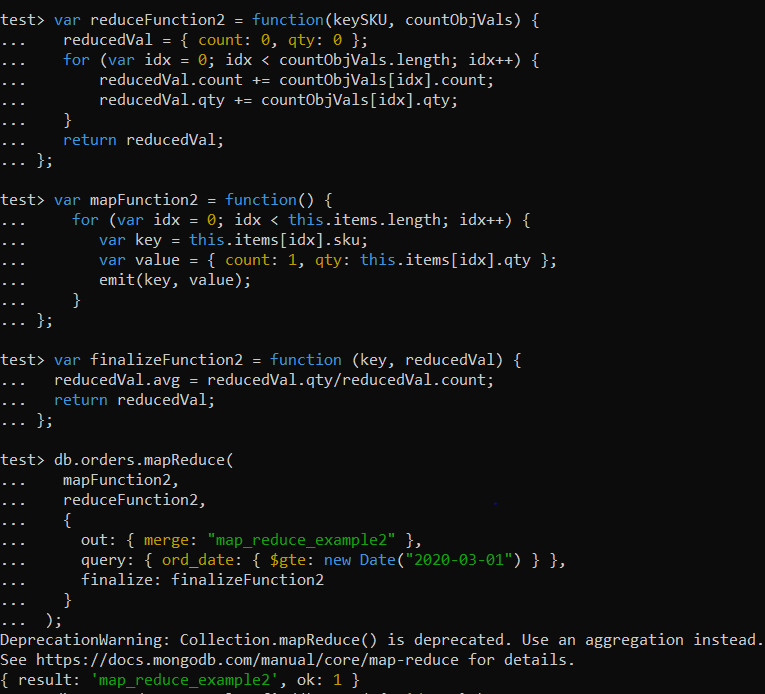 test> var reduceFunction2 = function(keySKU, countObjVals) {
...    reducedVal = { count: 0, qty: 0 };
...    for (var idx = 0; idx < countObjVals.length; idx++) {
...        reducedVal.count += countObjVals[idx].count;
...        reducedVal.qty += countObjVals[idx].qty;
...    }
...    return reducedVal;
... };
test> var mapFunction2 = function() {
...     for (var idx = 0; idx < this.items.length; idx++) {
...        var key = this.items[idx].sku;
...        var value = { count: 1, qty: this.items[idx].qty };
...        emit(key, value);
...     }
... };
test> var finalizeFunction2 = function (key, reducedVal) {
...   reducedVal.avg = reducedVal.qty/reducedVal.count;
...   return reducedVal;
... };
test> db.orders.mapReduce(
...    mapFunction2,
...    reduceFunction2,
...    {
...      out: { merge: "map_reduce_example2" },
...      query: { ord_date: { $gte: new Date("2020-03-01") } },
...      finalize: finalizeFunction2
...    }
...  );
DeprecationWarning: Collection.mapReduce() is deprecated. Use an aggregation instead.
See https://docs.mongodb.com/manual/core/map-reduce for details.
{ result: 'map_reduce_example2', ok: 1 }